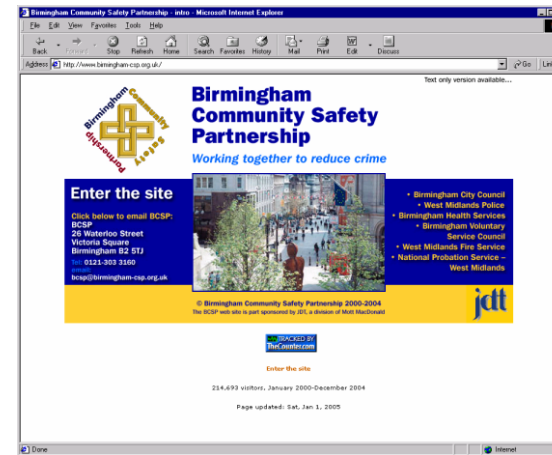 Birmingham Community Safety Partnership - intro - Microsoft Internet Explorer
File Edit View Favorites Tools Help
Back Forward Stop Refresh Home Search Favorites History Mail Print Edit Discuss
Address http://www.birmingham-csp.org.uk/ Go Link
Text only version available...
Birmingham Community Safety Partnership
Birmingham
Community Safety
Partnership
Working together to reduce crime
Enter the site
Click below to email BCSP:
BCSP
26 Waterloo Street
Victoria Square
Birmingham B2 5TJ
Tel: 0121-303 3160
email:
bcsp@birmingham-csp.org.uk
• Birmingham City Council
• West Midlands Police
• Birmingham Health Services
• Birmingham Voluntary
Service Council
• West Midlands Fire Service
• National Probation Service –
West Midlands
© Birmingham Community Safety Partnership 2000-2004
The BCSP web site is part sponsored by JDT, a division of Mott MacDonald
jdt
TRACKED BY
TheCounter.com
Enter the site
214,693 visitors, January 2000-December 2004
Page updated: Sat, Jan 1, 2005
Done
Internet